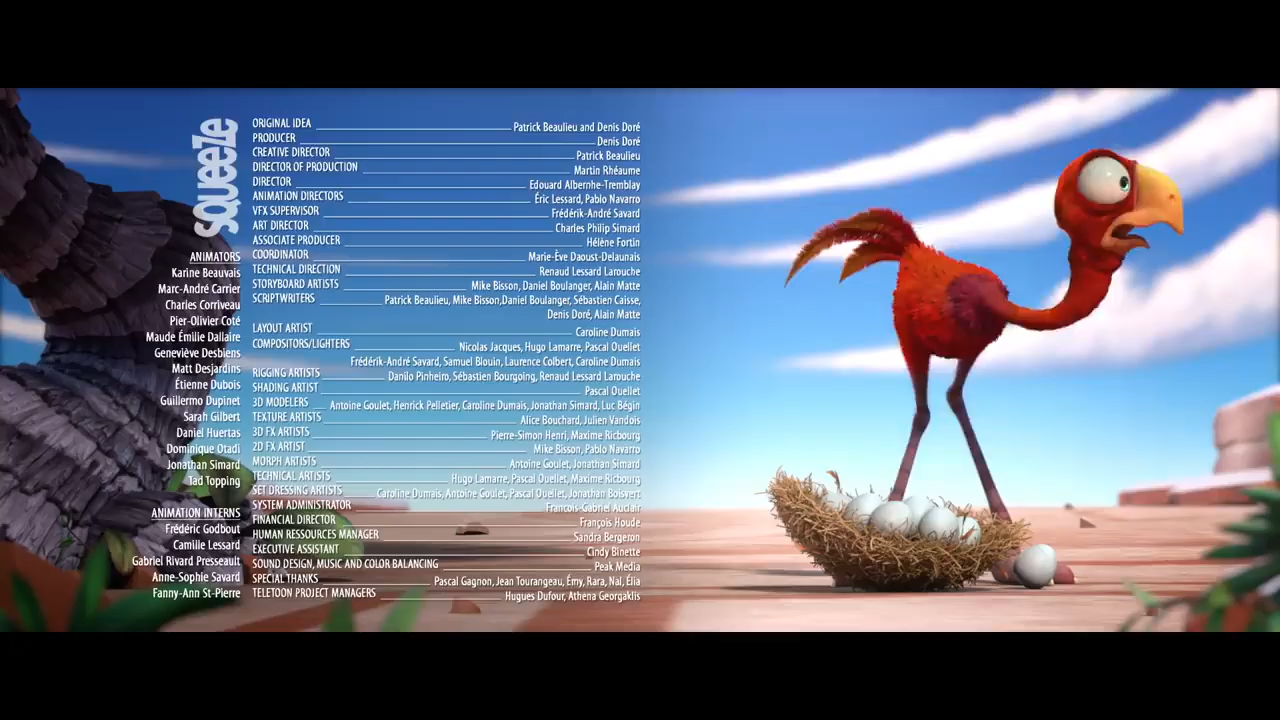 squeeze
ANIMATORS
Karine Beauvais
Marc-André Carrier
Charles Corriveau
Pier-Olivier Coté
Maude Émilie Dallaire
Geneviève Desbiens
Matt Desjardins
Étienne Dubois
Guillermo Dupinet
Sarah Gilbert
Daniel Huertas
Dominique Otadi
Jonathan Simard
Tad Topping
ANIMATION INTERNS
Frédéric Godbout
Camille Lessard
Gabriel Rivard Presseault
Anne-Sophie Savard
Fanny-Ann St-Pierre
ORIGINAL IDEA Patrick Beaulieu and Denis Doré
PRODUCER Denis Doré
CREATIVE DIRECTOR Patrick Beaulieu
DIRECTOR OF PRODUCTION Martin Rhéaume
DIRECTOR Edouard Albernhe-Tremblay
ANIMATION DIRECTORS Éric Lessard, Pablo Navarro
VFX SUPERVISOR Frédérik-André Savard
ART DIRECTOR Charles Philip Simard
ASSOCIATE PRODUCER Hélène Fortin
COORDINATOR Marie-Ève Daoust-Delaunais
TECHNICAL DIRECTION Renaud Lessard Larouche
STORYBOARD ARTISTS Mike Bisson, Daniel Boulanger, Alain Matte
SCRIPTWRITERS Patrick Beaulieu, Mike Bisson,Daniel Boulanger, Sébastien Caisse,
Denis Doré, Alain Matte
LAYOUT ARTIST Caroline Dumais
COMPOSITORS/LIGHTERS Nicolas Jacques, Hugo Lamarre, Pascal Ouellet
Frédérik-André Savard, Samuel Blouin, Laurence Colbert, Caroline Dumais
RIGGING ARTISTS Danilo Pinheiro, Sébastien Bourgoing, Renaud Lessard Larouche
SHADING ARTIST Pascal Ouellet
3D MODELERS Antoine Goulet, Henrick Pelletier, Caroline Dumais, Jonathan Simard, Luc Bégin
TEXTURE ARTISTS Alice Bouchard, Julien Vandois
3D FX ARTISTS Pierre-Simon Henri, Maxime Ricbourg
2D FX ARTIST Mike Bisson, Pablo Navarro
MORPH ARTISTS Antoine Goulet, Jonathan Simard
TECHNICAL ARTISTS Hugo Lamarre, Pascal Ouellet, Maxime Ricbourg
SET DRESSING ARTISTS Caroline Dumais, Antoine Goulet, Pascal Ouellet, Jonathan Boisvert
SYSTEM ADMINISTRATOR Francois-Gabriel Auclair
FINANCIAL DIRECTOR François Houde
HUMAN RESSOURCES MANAGER Sandra Bergeron
EXECUTIVE ASSISTANT Cindy Binette
SOUND DESIGN, MUSIC AND COLOR BALANCING Peak Media
SPECIAL THANKS Pascal Gagnon, Jean Tourangeau, Émy, Rara, Nal, Élia
TELETOON PROJECT MANAGERS Hugues Dufour, Athena Georgaklis